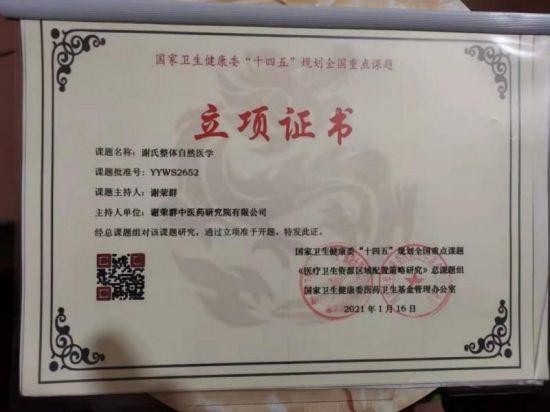 国家卫生健康委“十四五”规划全国重点课题
立项证书
课题名称：谢氏整体自然医学
课题批准号：YYWS2652
课题主持人：谢荣群
主持人单位：谢荣群中医药研究院有限公司
经总课题组对该课题研究，通过立项准予开题，特发此证。
国家卫生健康委“十四五”规划全国重点课题
《医疗卫生资源区域配置策略研究》总课题组
国家卫生健康委医药卫生基金管理办公室
2021年1月16日